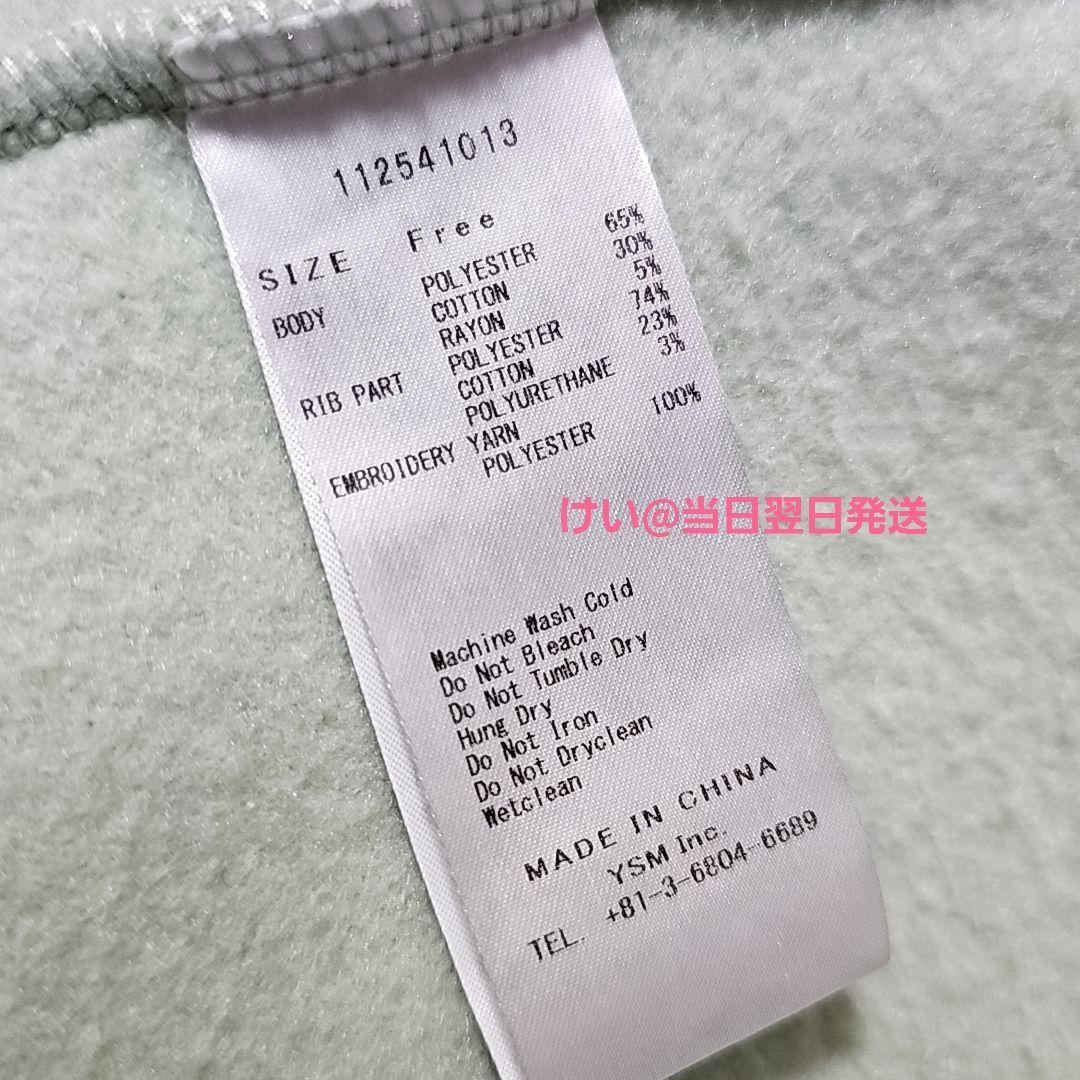 112541013
SIZE Free
BODY POLYESTER 65%
COTTON 30%
RAYON 5%
RIB PART POLYESTER 74%
COTTON 23%
POLYURETHANE 3%
EMBROIDERY YARN
POLYESTER 100%
けい@当日翌日発送
Machine Wash Cold
Do Not Bleach
Do Not Tumble Dry
Hung Dry
Do Not Iron
Do Not Dryclean
Wetclean
MADE IN CHINA
YSM Inc.
TEL. +81-3-6804-6689